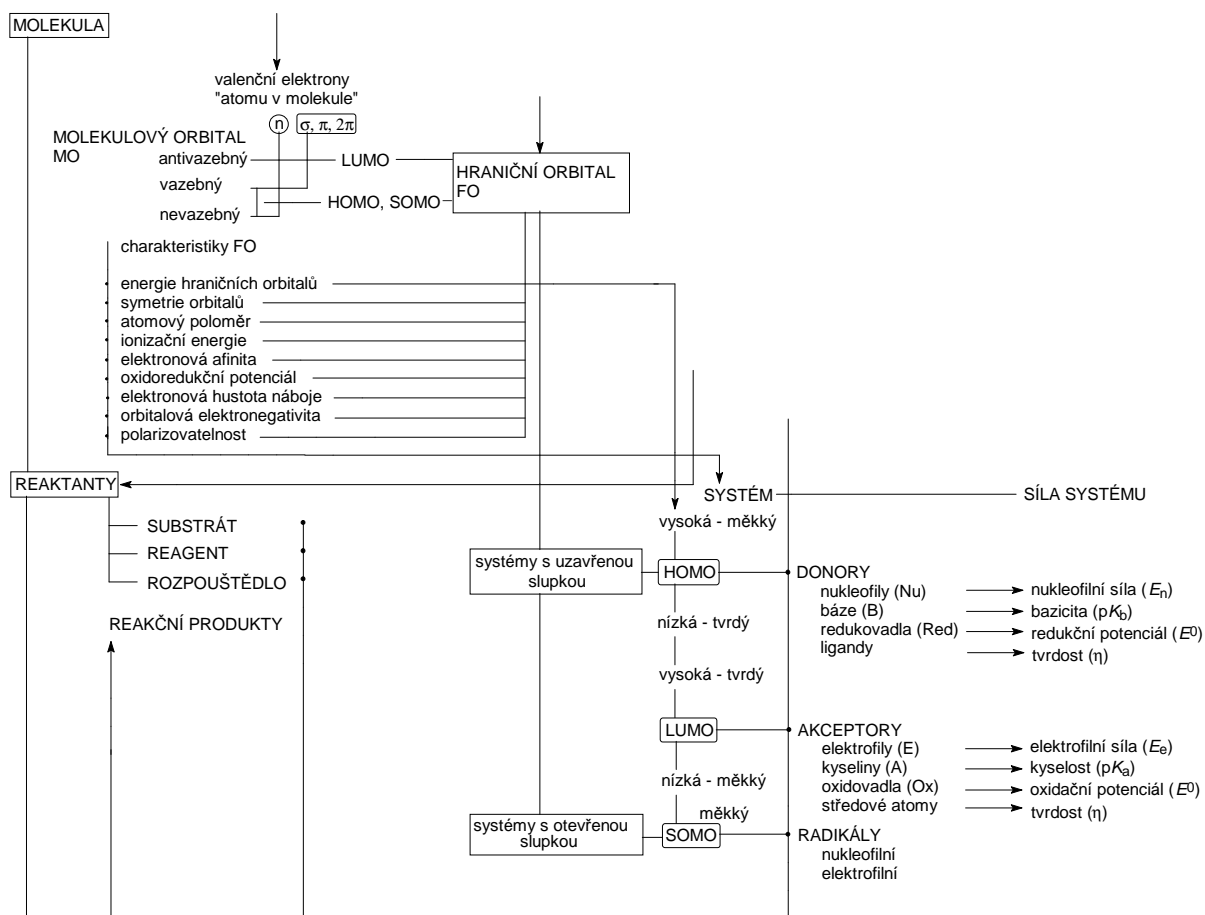 MOLEKULA
valenční elektrony
"atomu v molekule"
n σ, π, 2π
MOLEKULOVÝ ORBITAL
MO
antivazebný
LUMO
vazebný
HOMO, SOMO
nevazebný
HRANIČNÍ ORBITAL
FO
charakteristiky FO
energie hraničních orbitalů
symetrie orbitalů
atomový poloměr
ionizační energie
elektronová afinita
oxidoredukční potenciál
elektronová hustota náboje
orbitalová elektronegativita
polarizovatelnost
REAKTANTY
SUBSTRÁT
REAGENT
ROZPOUŠTĚDLO
REAKČNÍ PRODUKTY
SYSTÉM
SÍLA SYSTÉMU
vysoká - měkký
systémy s uzavřenou
slupkou
HOMO
nízká - tvrdý
DONORY
nukleofily (Nu)
nukleofilní síla (En)
báze (B)
bazicita (pKb)
redukovadla (Red)
redukční potenciál (E0)
ligandy
tvrdost (η)
vysoká - tvrdý
LUMO
nízká - měkký
AKCEPTORY
elektrofily (E)
elektrofilní síla (Ee)
kyseliny (A)
kyselost (pKa)
oxidovadla (Ox)
oxidační potenciál (E0)
středové atomy
tvrdost (η)
měkký
systémy s otevřenou
slupkou
SOMO
RADIKÁLY
nukleofilní
elektrofilní